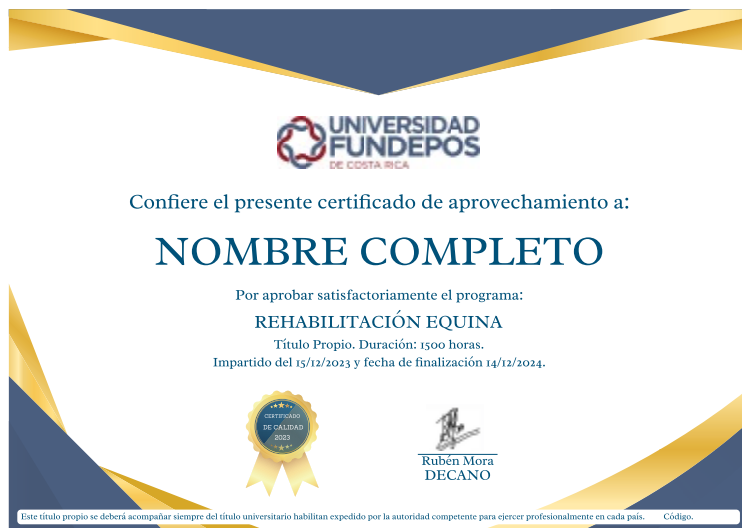 UNIVERSIDAD
FUNDEPOS
DE COSTA RICA
Confiere el presente certificado de aprovechamiento a:
NOMBRE COMPLETO
Por aprobar satisfactoriamente el programa:
REHABILITACIÓN EQUINA
Título Propio. Duración: 1500 horas.
Impartido del 15/12/2023 y fecha de finalización 14/12/2024.
CERTIFICADO
DE CALIDAD
2023
Rubén Mora
DECANO
Este título propio se deberá acompañar siempre del título universitario habilitan expedido por la autoridad competente para ejercer profesionalmente en cada país. Código.